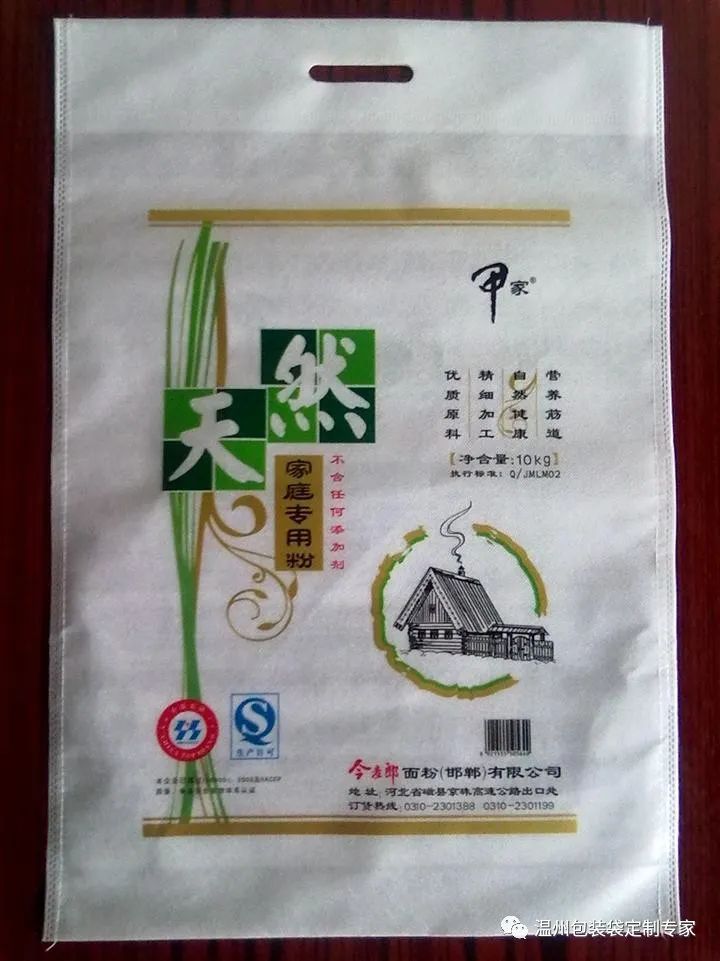 甲家®
天然
家庭专用粉
不含任何添加剂
优质原料
精细加工
自然健康
营养筋道
【净含量:10kg】
执行标准: Q/JMLM02
生产许可
今麦郎面粉(邯郸)有限公司
地址: 河北省磁县京珠高速公路出口处
订货热线: 0310-2301388 0310-2301199
温州包装袋定制专家